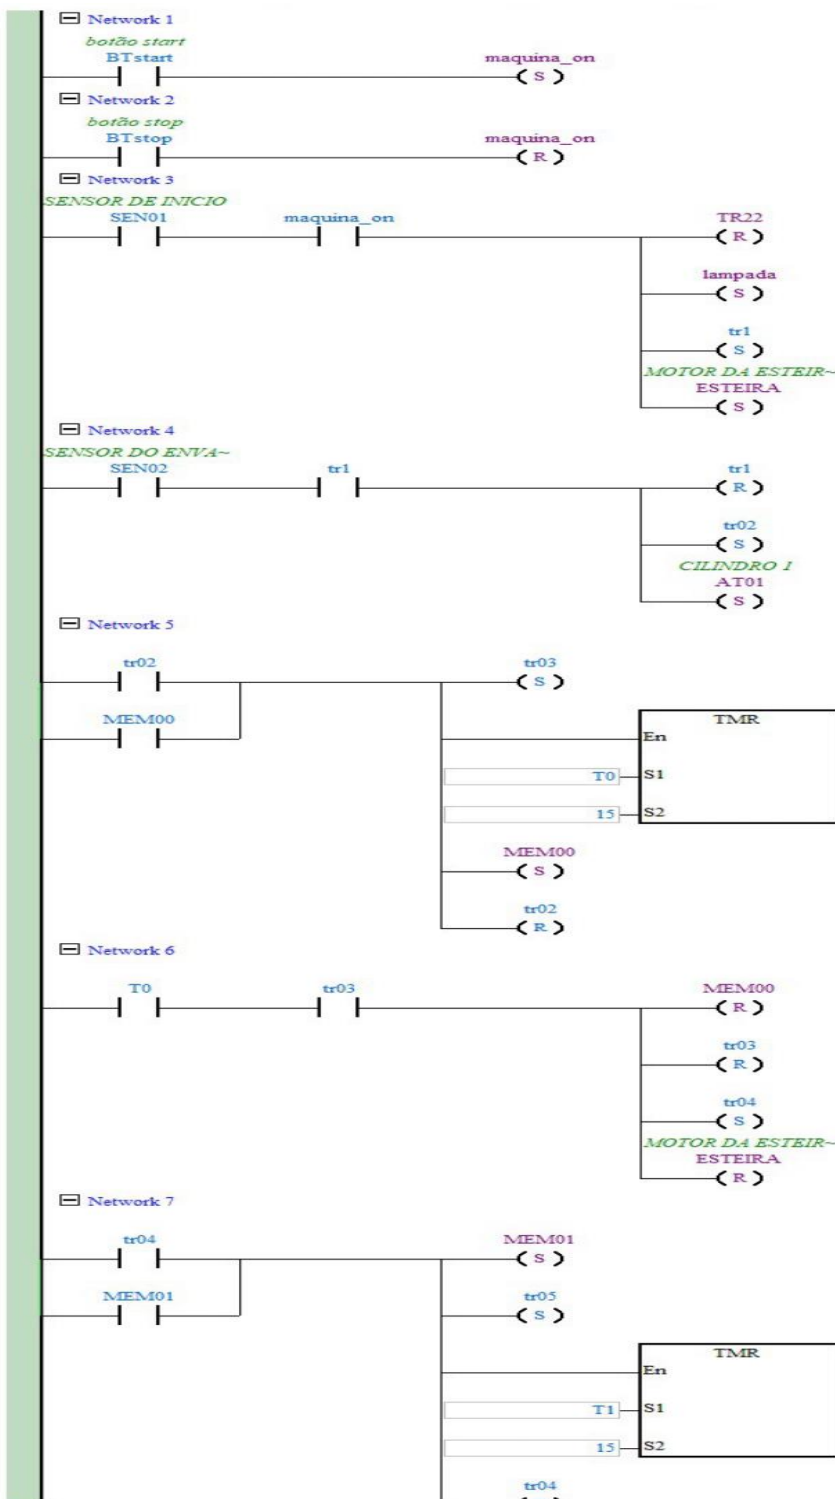 Network 1
botão start
BTstart maquina_on
S
Network 2
botão stop
BTstop maquina_on
R
Network 3
SENSOR DE INICIO
SEN01 maquina_on TR22
R
lampada
S
tr1
S
MOTOR DA ESTEIR~
ESTEIRA
S
Network 4
SENSOR DO ENVA~
SEN02 tr1 tr1
R
tr02
S
CILINDRO 1
AT01
S
Network 5
tr02 tr03
S
MEM00 TMR
En
T0 S1
15 S2
MEM00
S
tr02
R
Network 6
T0 tr03 MEM00
R
tr03
R
tr04
S
MOTOR DA ESTEIR~
ESTEIRA
R
Network 7
tr04 MEM01
S
MEM01 tr05
S
TMR
En
T1 S1
15 S2
tr04